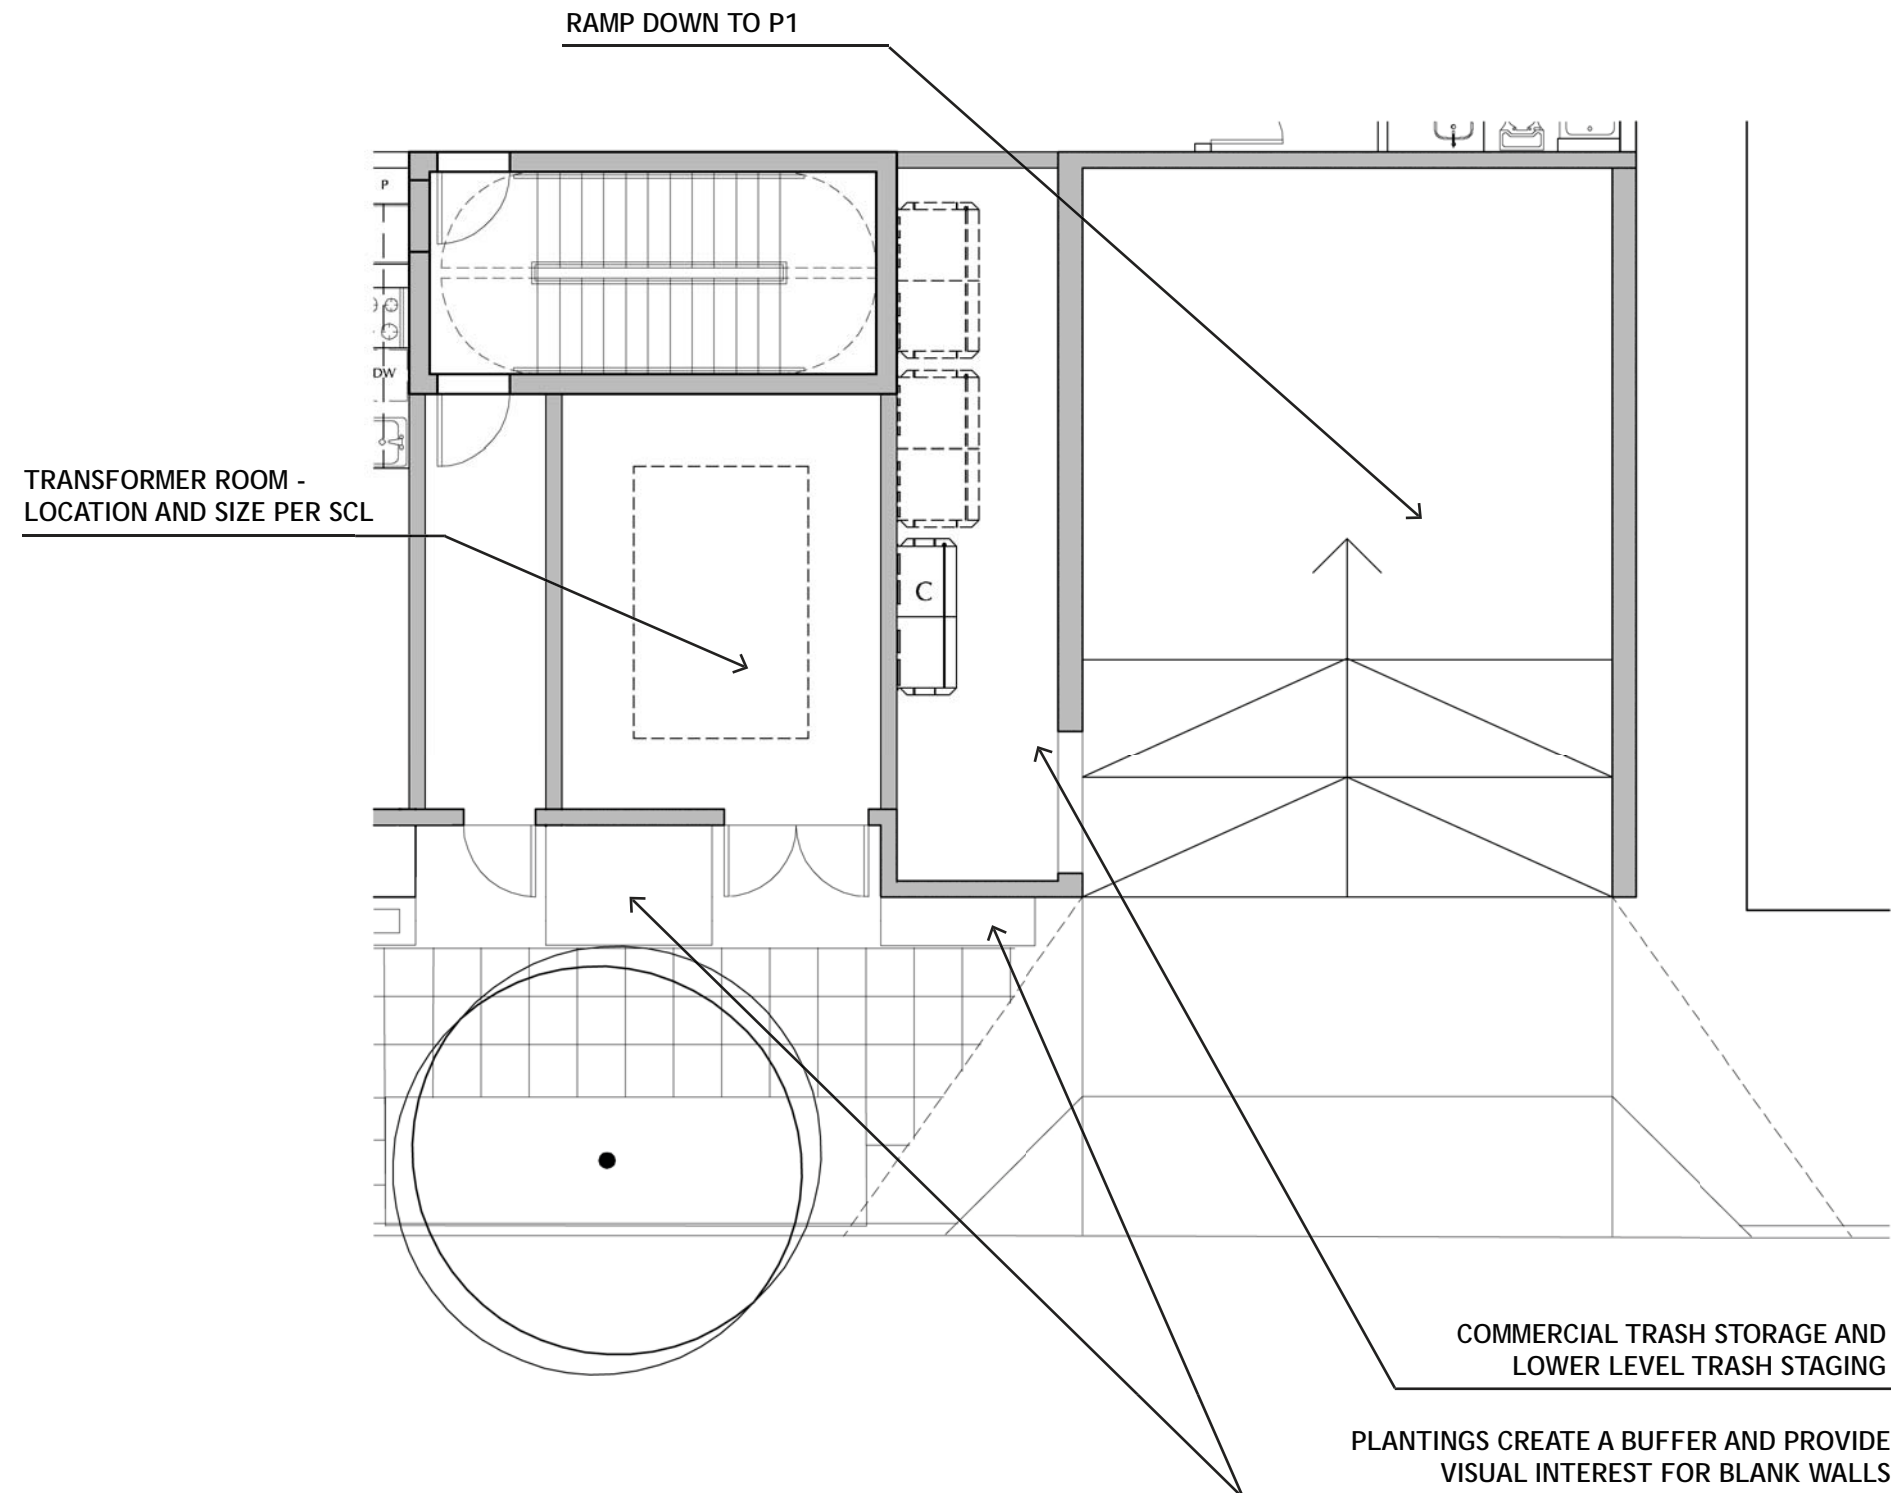 RAMP DOWN TO P1
P
DW
TRANSFORMER ROOM -
LOCATION AND SIZE PER SCL
C
COMMERCIAL TRASH STORAGE AND
LOWER LEVEL TRASH STAGING
PLANTINGS CREATE A BUFFER AND PROVIDE
VISUAL INTEREST FOR BLANK WALLS